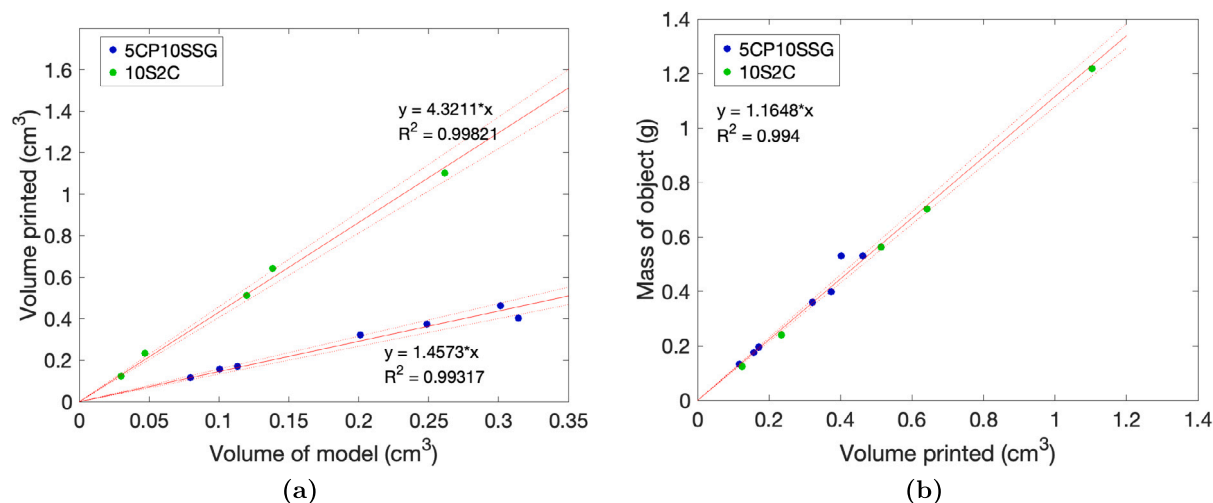 5CP10SSG
10S2C
y = 4.3211*x
R² = 0.99821
y = 1.4573*x
R² = 0.99317
Volume printed (cm³)
1.6
1.4
1.2
1
0.8
0.6
0.4
0.2
0
0 0.05 0.1 0.15 0.2 0.25 0.3 0.35
Volume of model (cm³)
(a)
5CP10SSG
10S2C
y = 1.1648*x
R² = 0.994
Mass of object (g)
1.4
1.2
1
0.8
0.6
0.4
0.2
0
0 0.2 0.4 0.6 0.8 1 1.2 1.4
Volume printed (cm³)
(b)